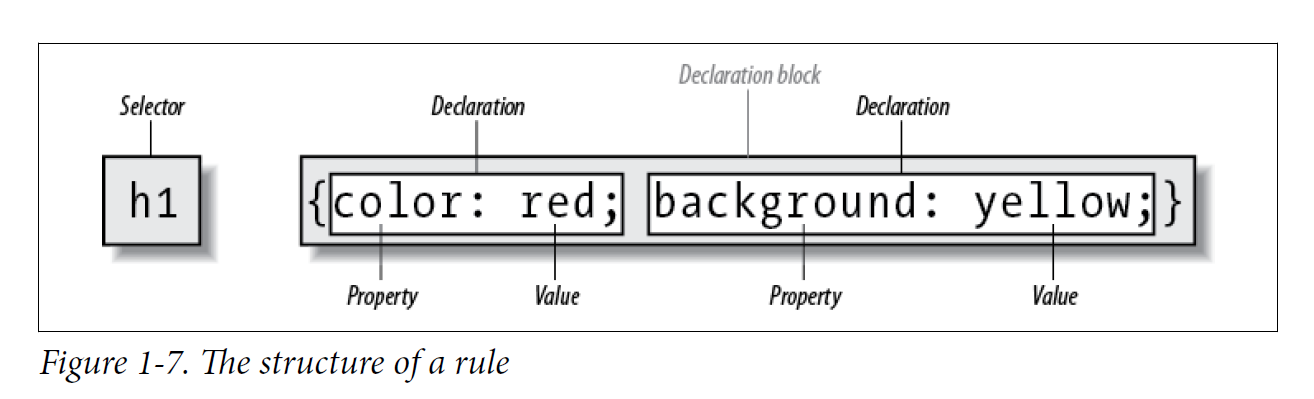 Declaration block
Selector Declaration Declaration
h1 {color: red; background: yellow;}
Property Value Property Value
Figure 1-7. The structure of a rule